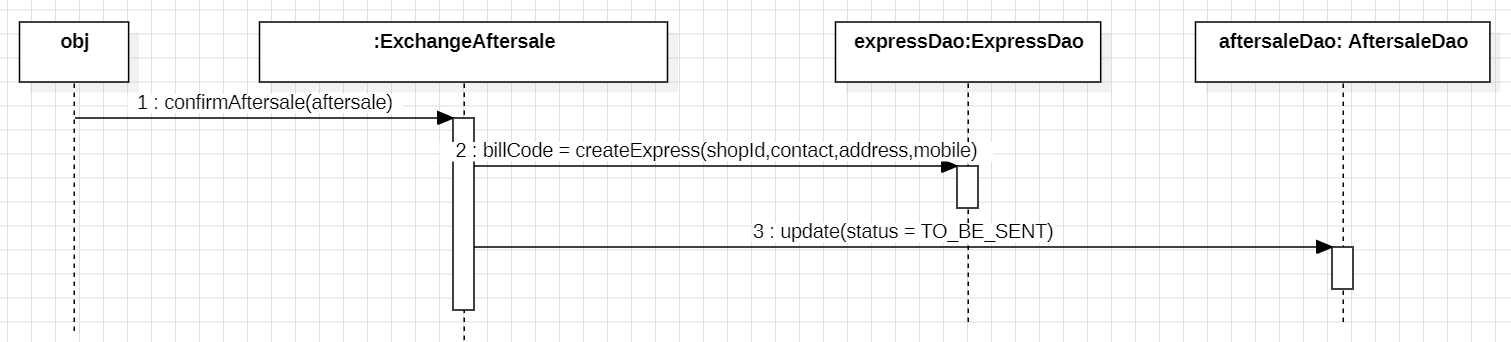 obj
:ExchangeAftersale
expressDao:ExpressDao
aftersaleDao: AftersaleDao
1 : confirmAftersale(aftersale)
2 : billCode = createExpress(shopId,contact,address,mobile)
3 : update(status = TO_BE_SENT)